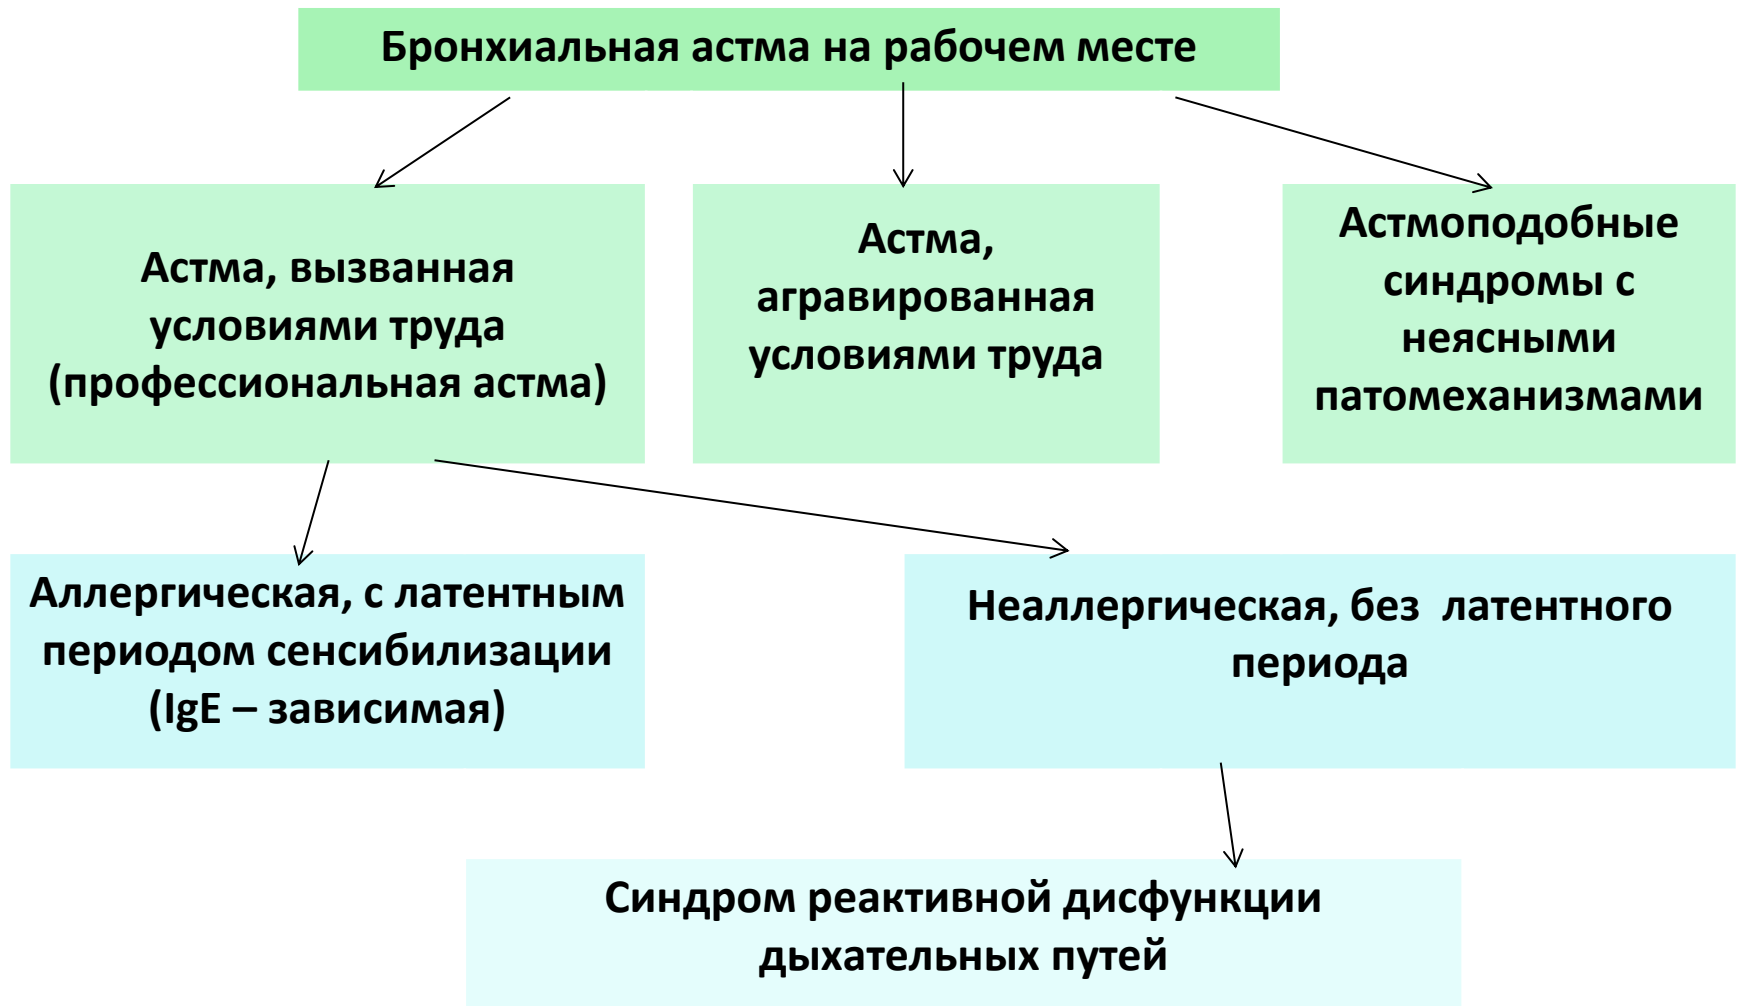 Бронхиальная астма на рабочем месте
Астма, вызванная
условиями труда
(профессиональная астма)
Астма,
агравированная
условиями труда
Астмоподобные
синдромы с
неясными
патомеханизмами
Аллергическая, с латентным
периодом сенсибилизации
(IgE – зависимая)
Неаллергическая, без  латентного
периода
Синдром реактивной дисфункции
дыхательных путей